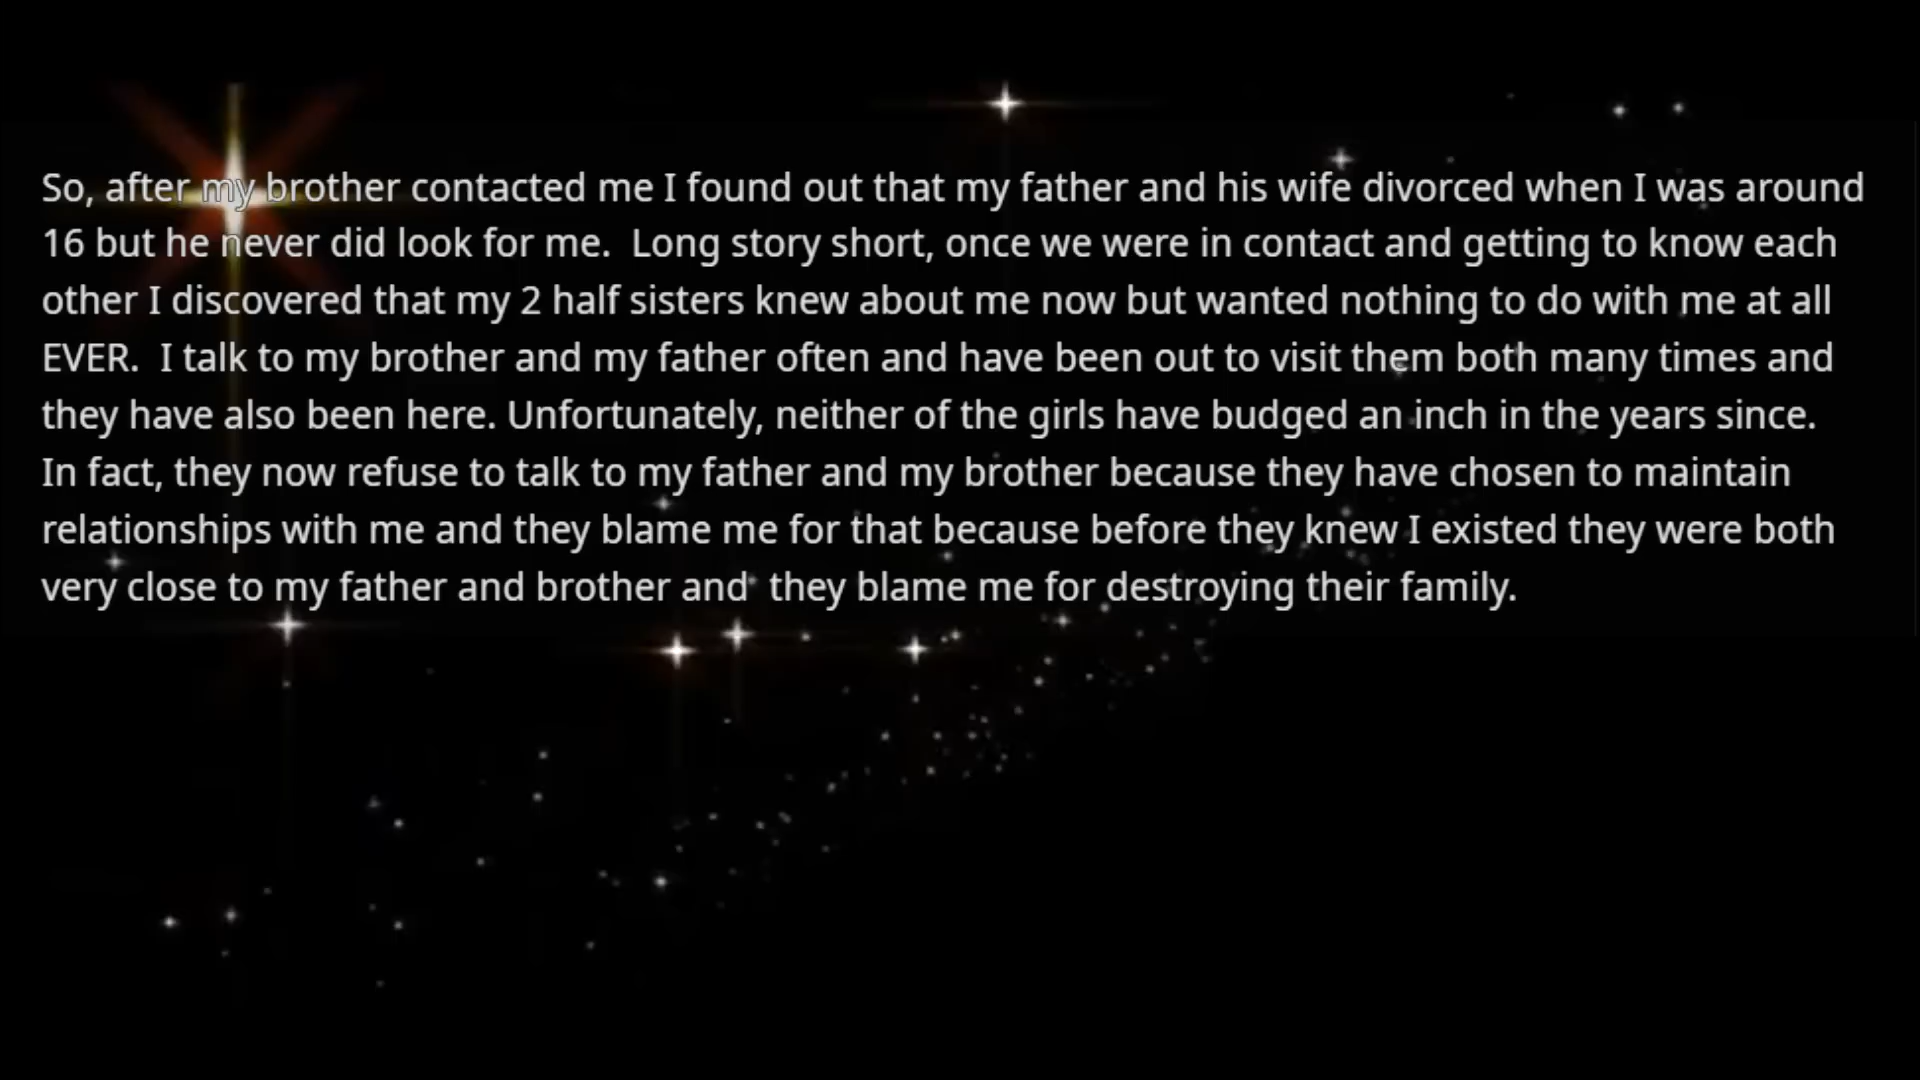 So, after my brother contacted me I found out that my father and his wife divorced when I was around
16 but he never did look for me.  Long story short, once we were in contact and getting to know each
other I discovered that my 2 half sisters knew about me now but wanted nothing to do with me at all
EVER.  I talk to my brother and my father often and have been out to visit them both many times and
they have also been here. Unfortunately, neither of the girls have budged an inch in the years since.
In fact, they now refuse to talk to my father and my brother because they have chosen to maintain
relationships with me and they blame me for that because before they knew I existed they were both
very close to my father and brother and  they blame me for destroying their family.